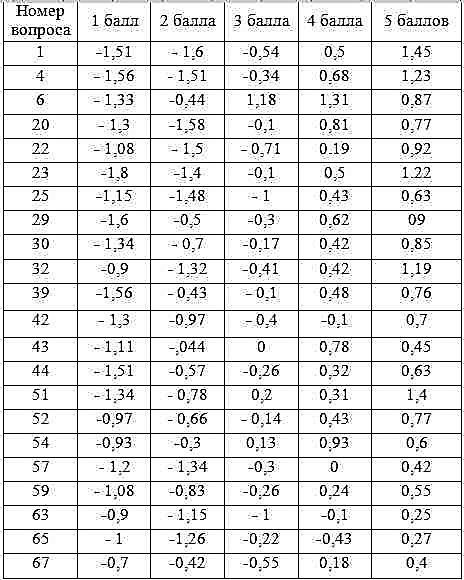 Номер вопроса 1 балл 2 балла 3 балла 4 балла 5 баллов
1 -1,51 - 1,6 -0,54 0,5 1,45
4 - 1,56 - 1,51 -0,34 0,68 1,23
6 - 1,33 -0,44 1,18 1,31 0,87
20 - 1,3 -1,58 -0,1 0,81 0,77
22 - 1,08 - 1,5 - 0,71 0.19 0,92
23 -1,8 -1,4 -0,1 0,5 1.22
25 -1,15 -1,48 - 1 0,43 0,63
29 -1,6 -0,5 -0,3 0,62 09
30 - 1,34 - 0,7 -0,17 0,42 0,85
32 -0,9 - 1,32 -0,41 0,42 1,19
39 -1,56 - 0,43 - 0,1 0,48 0,76
42 - 1,3 -0,97 - 0,4 -0,1 0,7
43 - 1,11 -,044 0 0,78 0,45
44 - 1,51 -0,57 -0,26 0,32 0,63
51 - 1,34 - 0,78 0,2 0,31 1,4
52 -0,97 - 0,66 - 0,14 0,43 0,77
54 -0,93 -0,3 0,13 0,93 0,6
57 - 1,2 - 1,34 -0,3 0 0,42
59 - 1,08 -0,83 -0,26 0,24 0,55
63 -0,9 - 1,15 - 1 -0,1 0,25
65 - 1 -1,26 -0,22 -0,43 0,27
67 -0,7 -0,42 -0,55 0,18 0,4